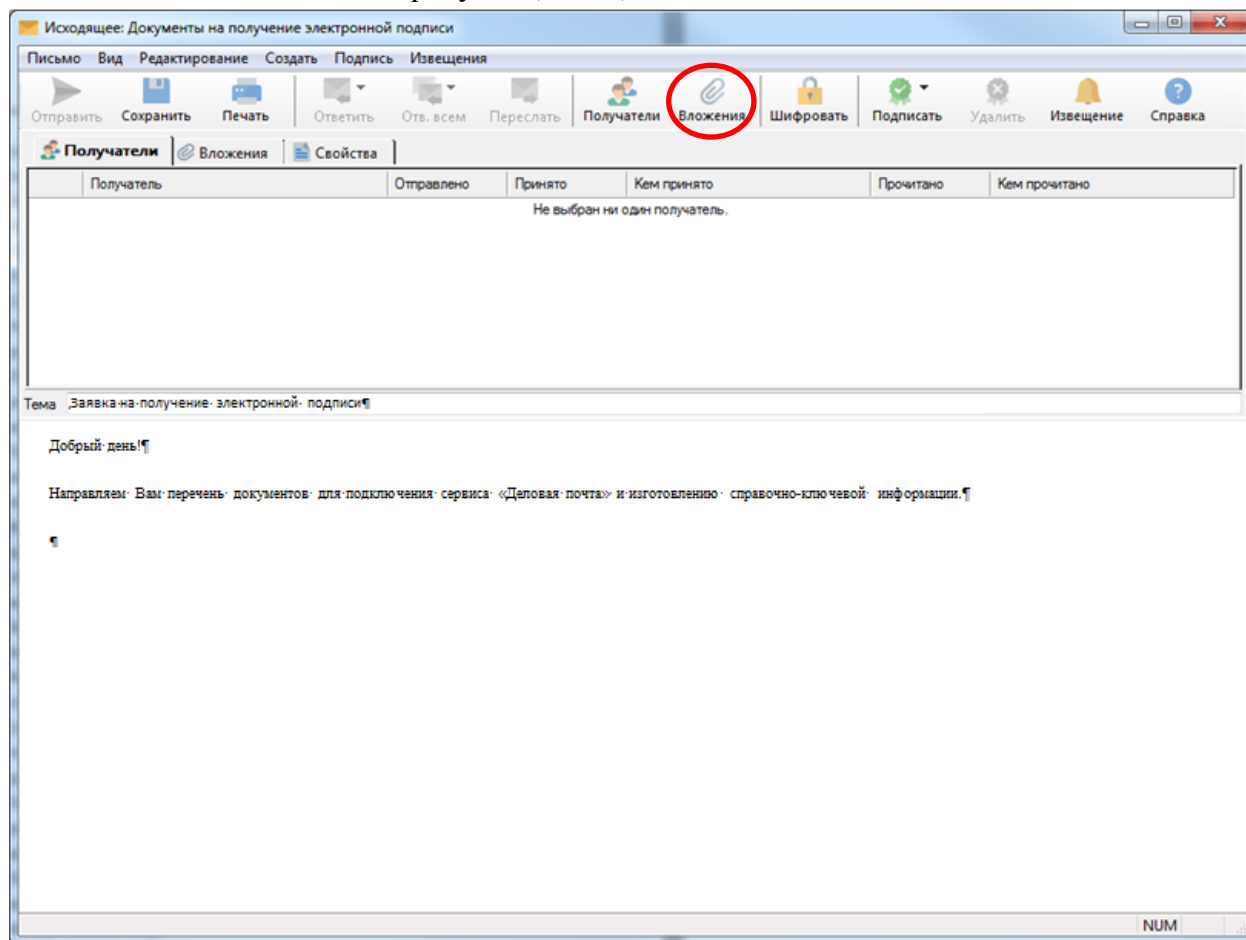 Исходящее: Документы на получение электронной подписи
Письмо Вид Редактирование Создать Подпись Извещения
Отправить Сохранить Печать Ответить Отв. всем Переслать Получатели Вложения Шифровать Подписать Удалить Извещение Справка
Получатели Вложения Свойства
Получатель Отправлено Принято Кем принято Прочитано Кем прочитано
Не выбран ни один получатель.
Тема Заявка·на·получение· электронной· подписи¶
Добрый· день!¶
Направляем· Вам· перечень· документов· для· подключения· сервиса· «Деловая· почта»· и· изготовлению· справочно-ключевой· информации.¶
¶
NUM